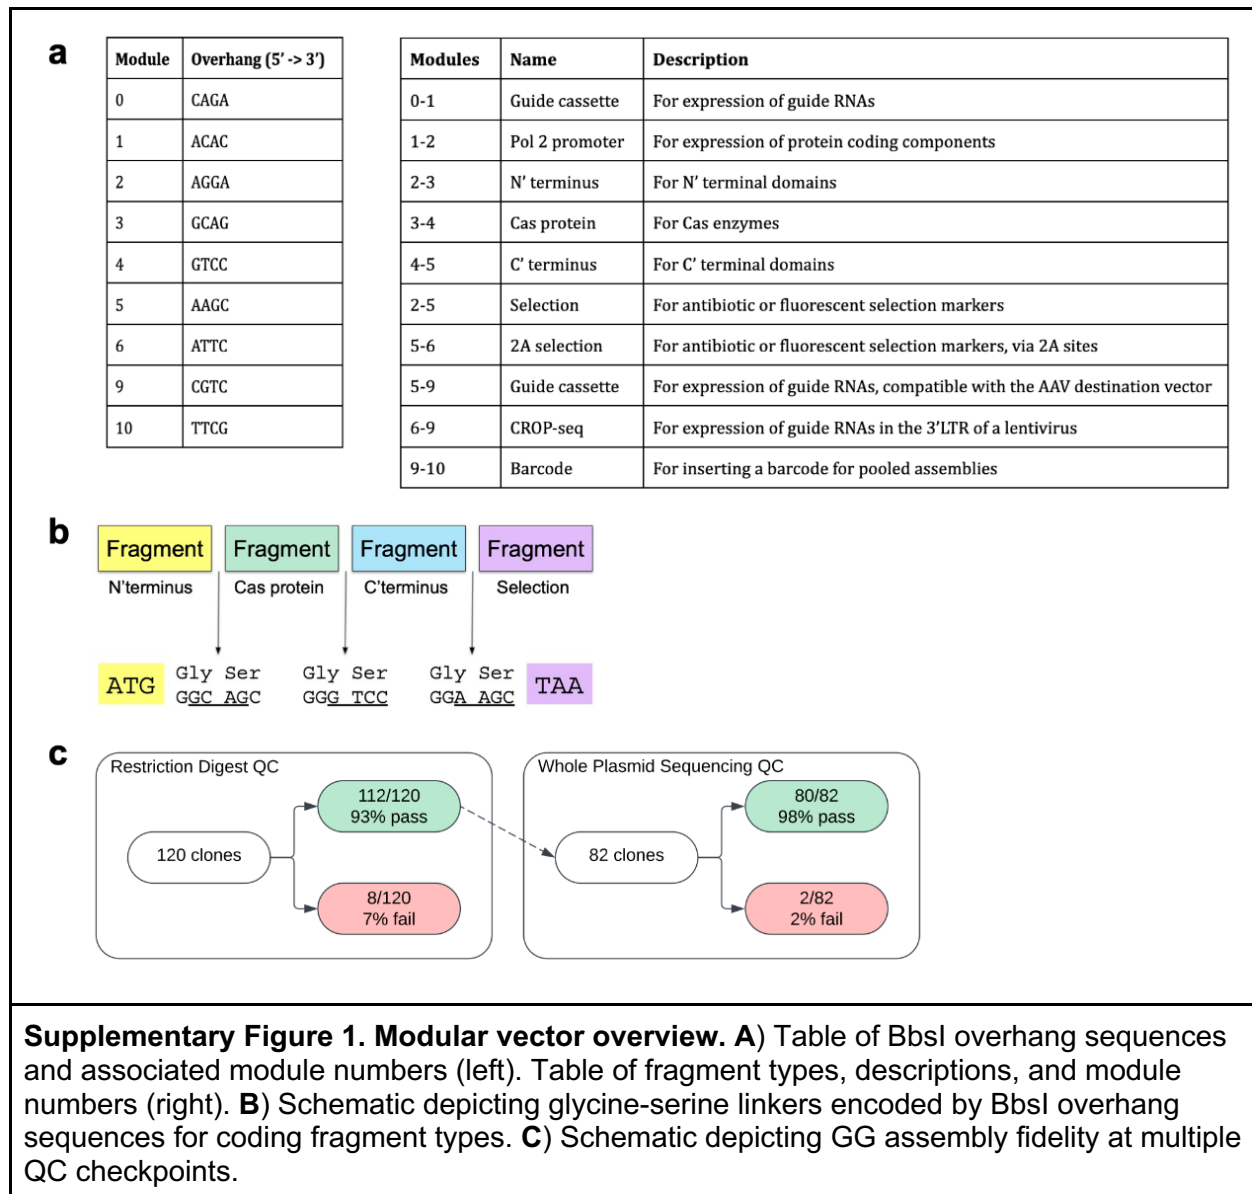 a
Module Overhang (5' -> 3')
0 CAGA
1 ACAC
2 AGGA
3 GCAG
4 GTCC
5 AAGC
6 ATTC
9 CGTC
10 TTCG
Modules Name Description
0-1 Guide cassette For expression of guide RNAs
1-2 Pol 2 promoter For expression of protein coding components
2-3 N' terminus For N' terminal domains
3-4 Cas protein For Cas enzymes
4-5 C' terminus For C' terminal domains
2-5 Selection For antibiotic or fluorescent selection markers
5-6 2A selection For antibiotic or fluorescent selection markers, via 2A sites
5-9 Guide cassette For expression of guide RNAs, compatible with the AAV destination vector
6-9 CROP-seq For expression of guide RNAs in the 3'LTR of a lentivirus
9-10 Barcode For inserting a barcode for pooled assemblies
b
Fragment Fragment Fragment Fragment
N'terminus Cas protein C'terminus Selection
Gly Ser Gly Ser Gly Ser
ATG GGC AGC GGG TCC GGA AGC TAA
c
Restriction Digest QC
120 clones
112/120
93% pass
8/120
7% fail
Whole Plasmid Sequencing QC
82 clones
80/82
98% pass
2/82
2% fail
Supplementary Figure 1. Modular vector overview. A) Table of BbsI overhang sequences
and associated module numbers (left). Table of fragment types, descriptions, and module
numbers (right). B) Schematic depicting glycine-serine linkers encoded by BbsI overhang
sequences for coding fragment types. C) Schematic depicting GG assembly fidelity at multiple
QC checkpoints.